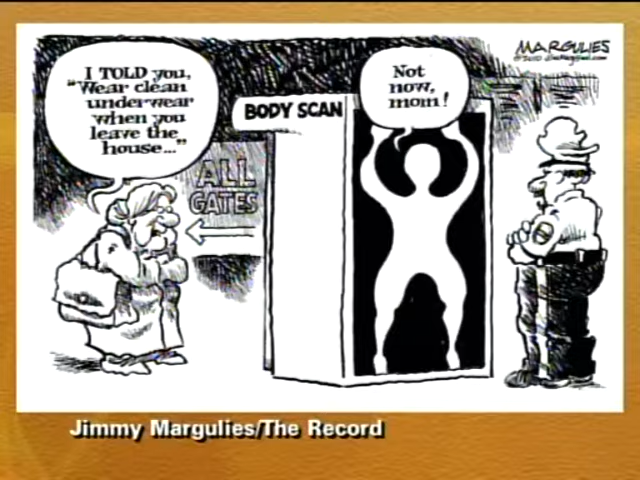 MARGULIES
I TOLD you,
"Wear clean
underwear
when you
leave the
house..."
Not
now,
mom!
BODY SCAN
ALL
GATES
Jimmy Margulies/The Record